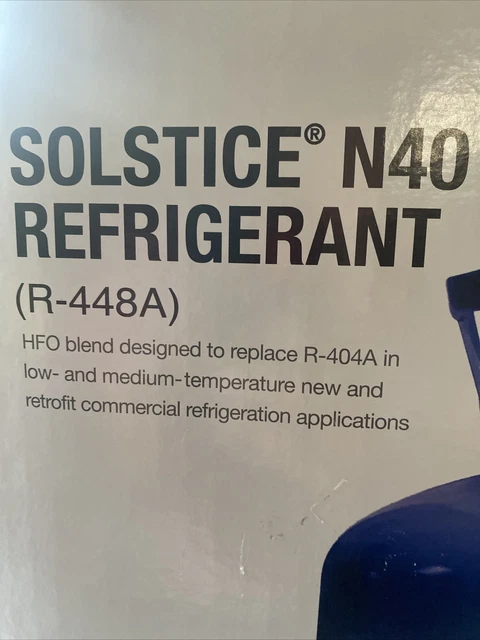 SOLSTICE® N40
REFRIGERANT
(R-448A)
HFO blend designed to replace R-404A in
low- and medium-temperature new and
retrofit commercial refrigeration applications